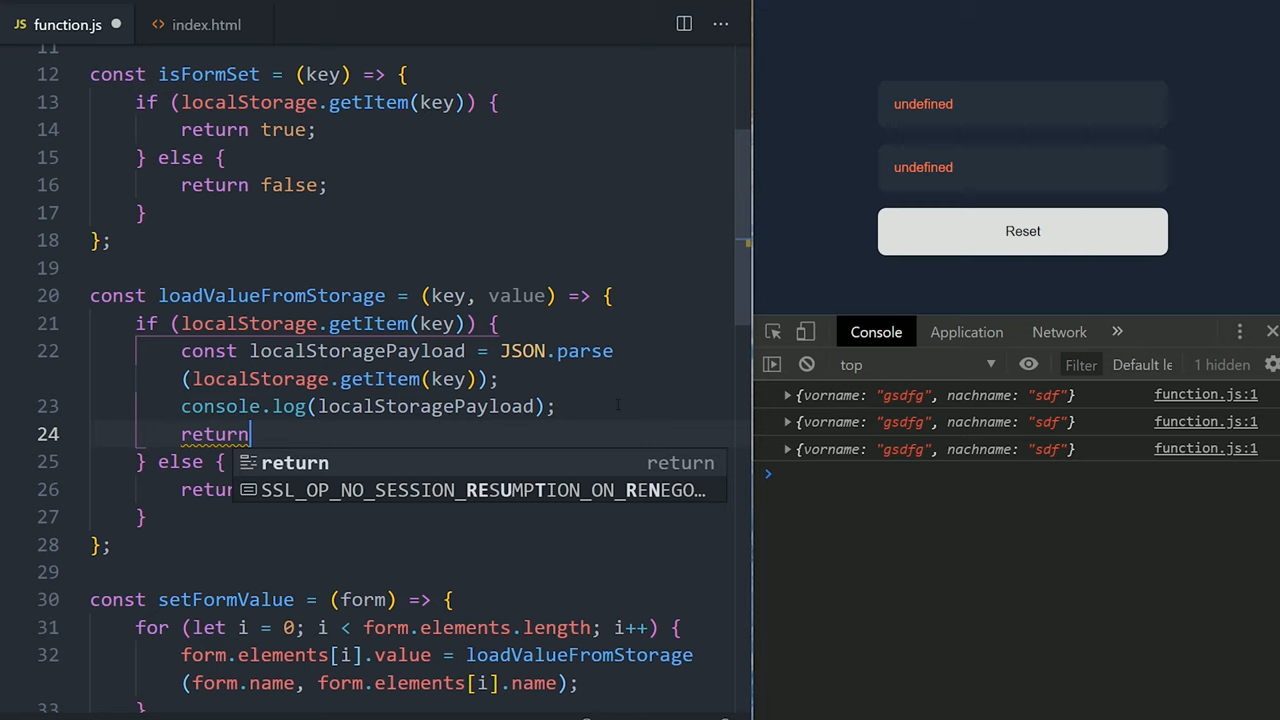 JS function.js
<> index.html
11
12 const isFormSet = (key) => {
13 if (localStorage.getItem(key)) {
14 return true;
15 } else {
16 return false;
17 }
18 };
19
20 const loadValueFromStorage = (key, value) => {
21 if (localStorage.getItem(key)) {
22 const localStoragePayload = JSON.parse
(localStorage.getItem(key));
23 console.log(localStoragePayload);
24 return
return return
25 } else {
SSL_OP_NO_SESSION_RESUMPTION_ON_RENEGO…
26 retur
27 }
28 };
29
30 const setFormValue = (form) => {
31 for (let i = 0; i < form.elements.length; i++) {
32 form.elements[i].value = loadValueFromStorage
(form.name, form.elements[i].name);
33 }
undefined
undefined
Reset
Console Application Network »
top Filter Default le 1 hidden
{vorname: "gsdfg", nachname: "sdf"} function.js:1
{vorname: "gsdfg", nachname: "sdf"} function.js:1
{vorname: "gsdfg", nachname: "sdf"} function.js:1